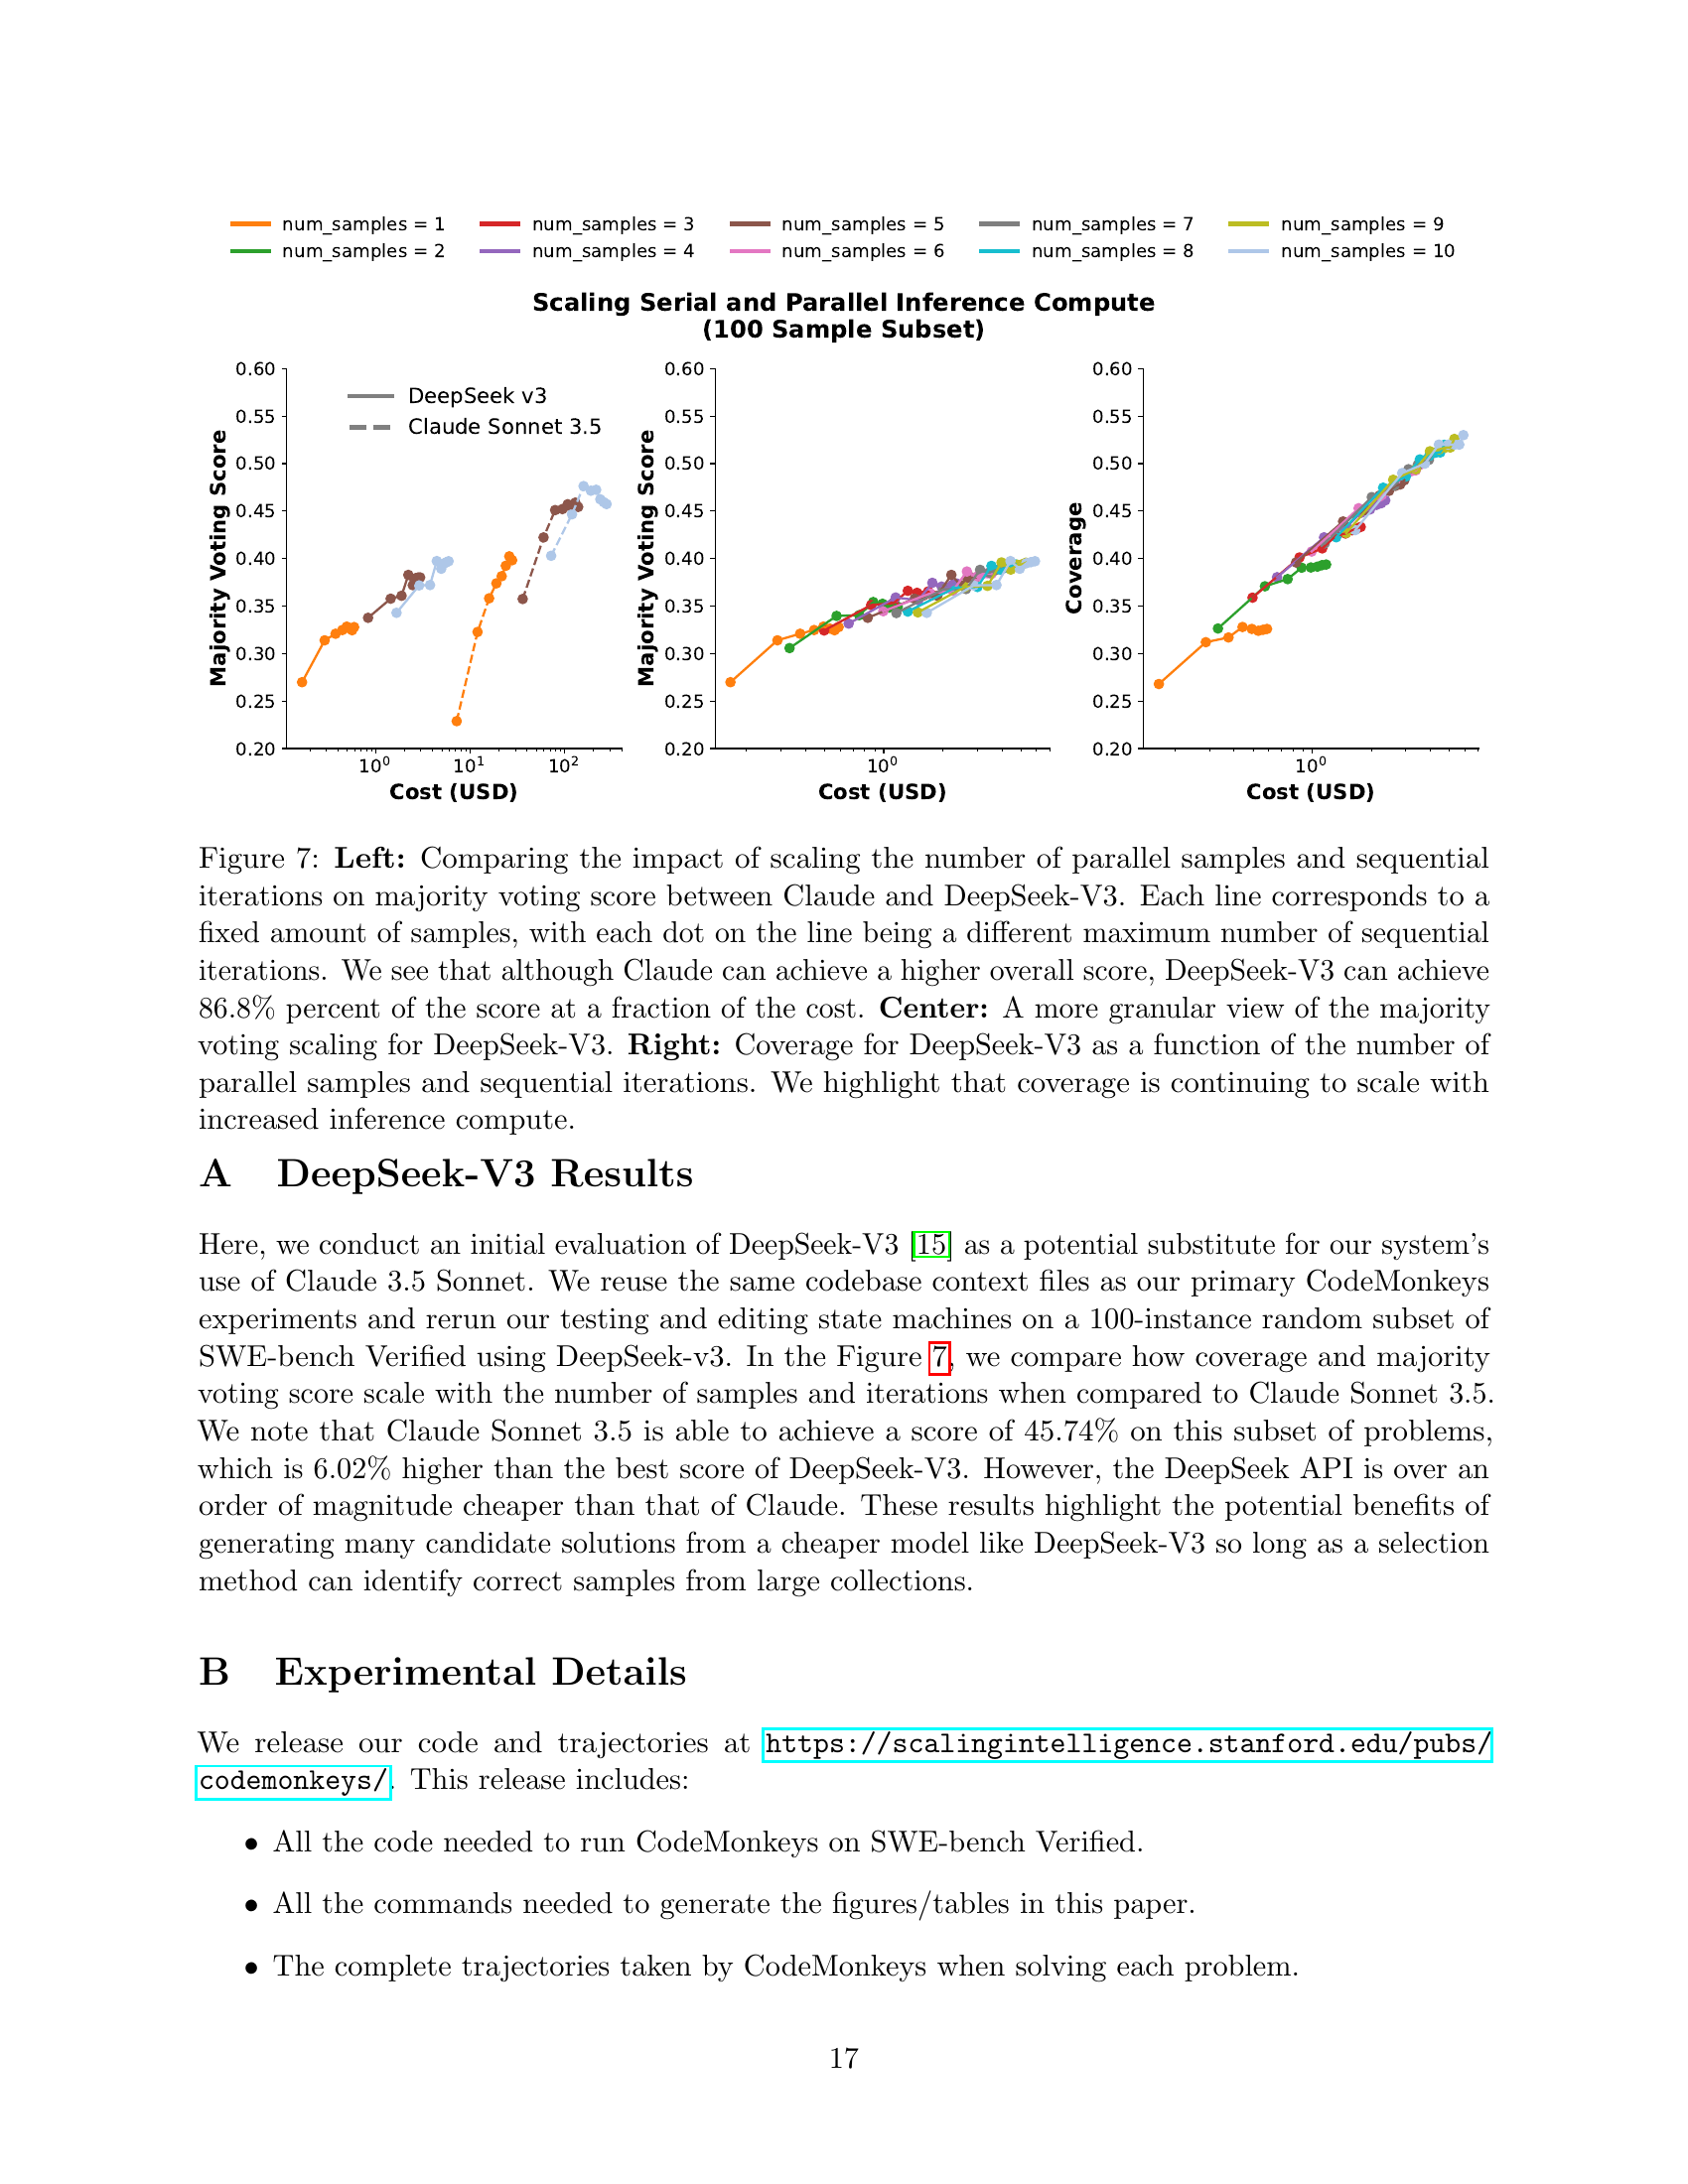 num_samples = 1 num_samples = 3 num_samples = 5 num_samples = 7 num_samples = 9
num_samples = 2 num_samples = 4 num_samples = 6 num_samples = 8 num_samples = 10
Scaling Serial and Parallel Inference Compute
(100 Sample Subset)
Majority Voting Score
0.60
0.55
0.50
0.45
0.40
0.35
0.30
0.25
0.20
DeepSeek v3
Claude Sonnet 3.5
10⁰ 10¹ 10²
Cost (USD)
Majority Voting Score
0.60
0.55
0.50
0.45
0.40
0.35
0.30
0.25
0.20
10⁰
Cost (USD)
Coverage
0.60
0.55
0.50
0.45
0.40
0.35
0.30
0.25
0.20
10⁰
Cost (USD)
Figure 7: Left: Comparing the impact of scaling the number of parallel samples and sequential
iterations on majority voting score between Claude and DeepSeek-V3. Each line corresponds to a
fixed amount of samples, with each dot on the line being a different maximum number of sequential
iterations. We see that although Claude can achieve a higher overall score, DeepSeek-V3 can achieve
86.8% percent of the score at a fraction of the cost. Center: A more granular view of the majority
voting scaling for DeepSeek-V3. Right: Coverage for DeepSeek-V3 as a function of the number of
parallel samples and sequential iterations. We highlight that coverage is continuing to scale with
increased inference compute.
A DeepSeek-V3 Results
Here, we conduct an initial evaluation of DeepSeek-V3 [15] as a potential substitute for our system's
use of Claude 3.5 Sonnet. We reuse the same codebase context files as our primary CodeMonkeys
experiments and rerun our testing and editing state machines on a 100-instance random subset of
SWE-bench Verified using DeepSeek-v3. In the Figure 7, we compare how coverage and majority
voting score scale with the number of samples and iterations when compared to Claude Sonnet 3.5.
We note that Claude Sonnet 3.5 is able to achieve a score of 45.74% on this subset of problems,
which is 6.02% higher than the best score of DeepSeek-V3. However, the DeepSeek API is over an
order of magnitude cheaper than that of Claude. These results highlight the potential benefits of
generating many candidate solutions from a cheaper model like DeepSeek-V3 so long as a selection
method can identify correct samples from large collections.
B Experimental Details
We release our code and trajectories at https://scalingintelligence.stanford.edu/pubs/
codemonkeys/. This release includes:
• All the code needed to run CodeMonkeys on SWE-bench Verified.
• All the commands needed to generate the figures/tables in this paper.
• The complete trajectories taken by CodeMonkeys when solving each problem.
17